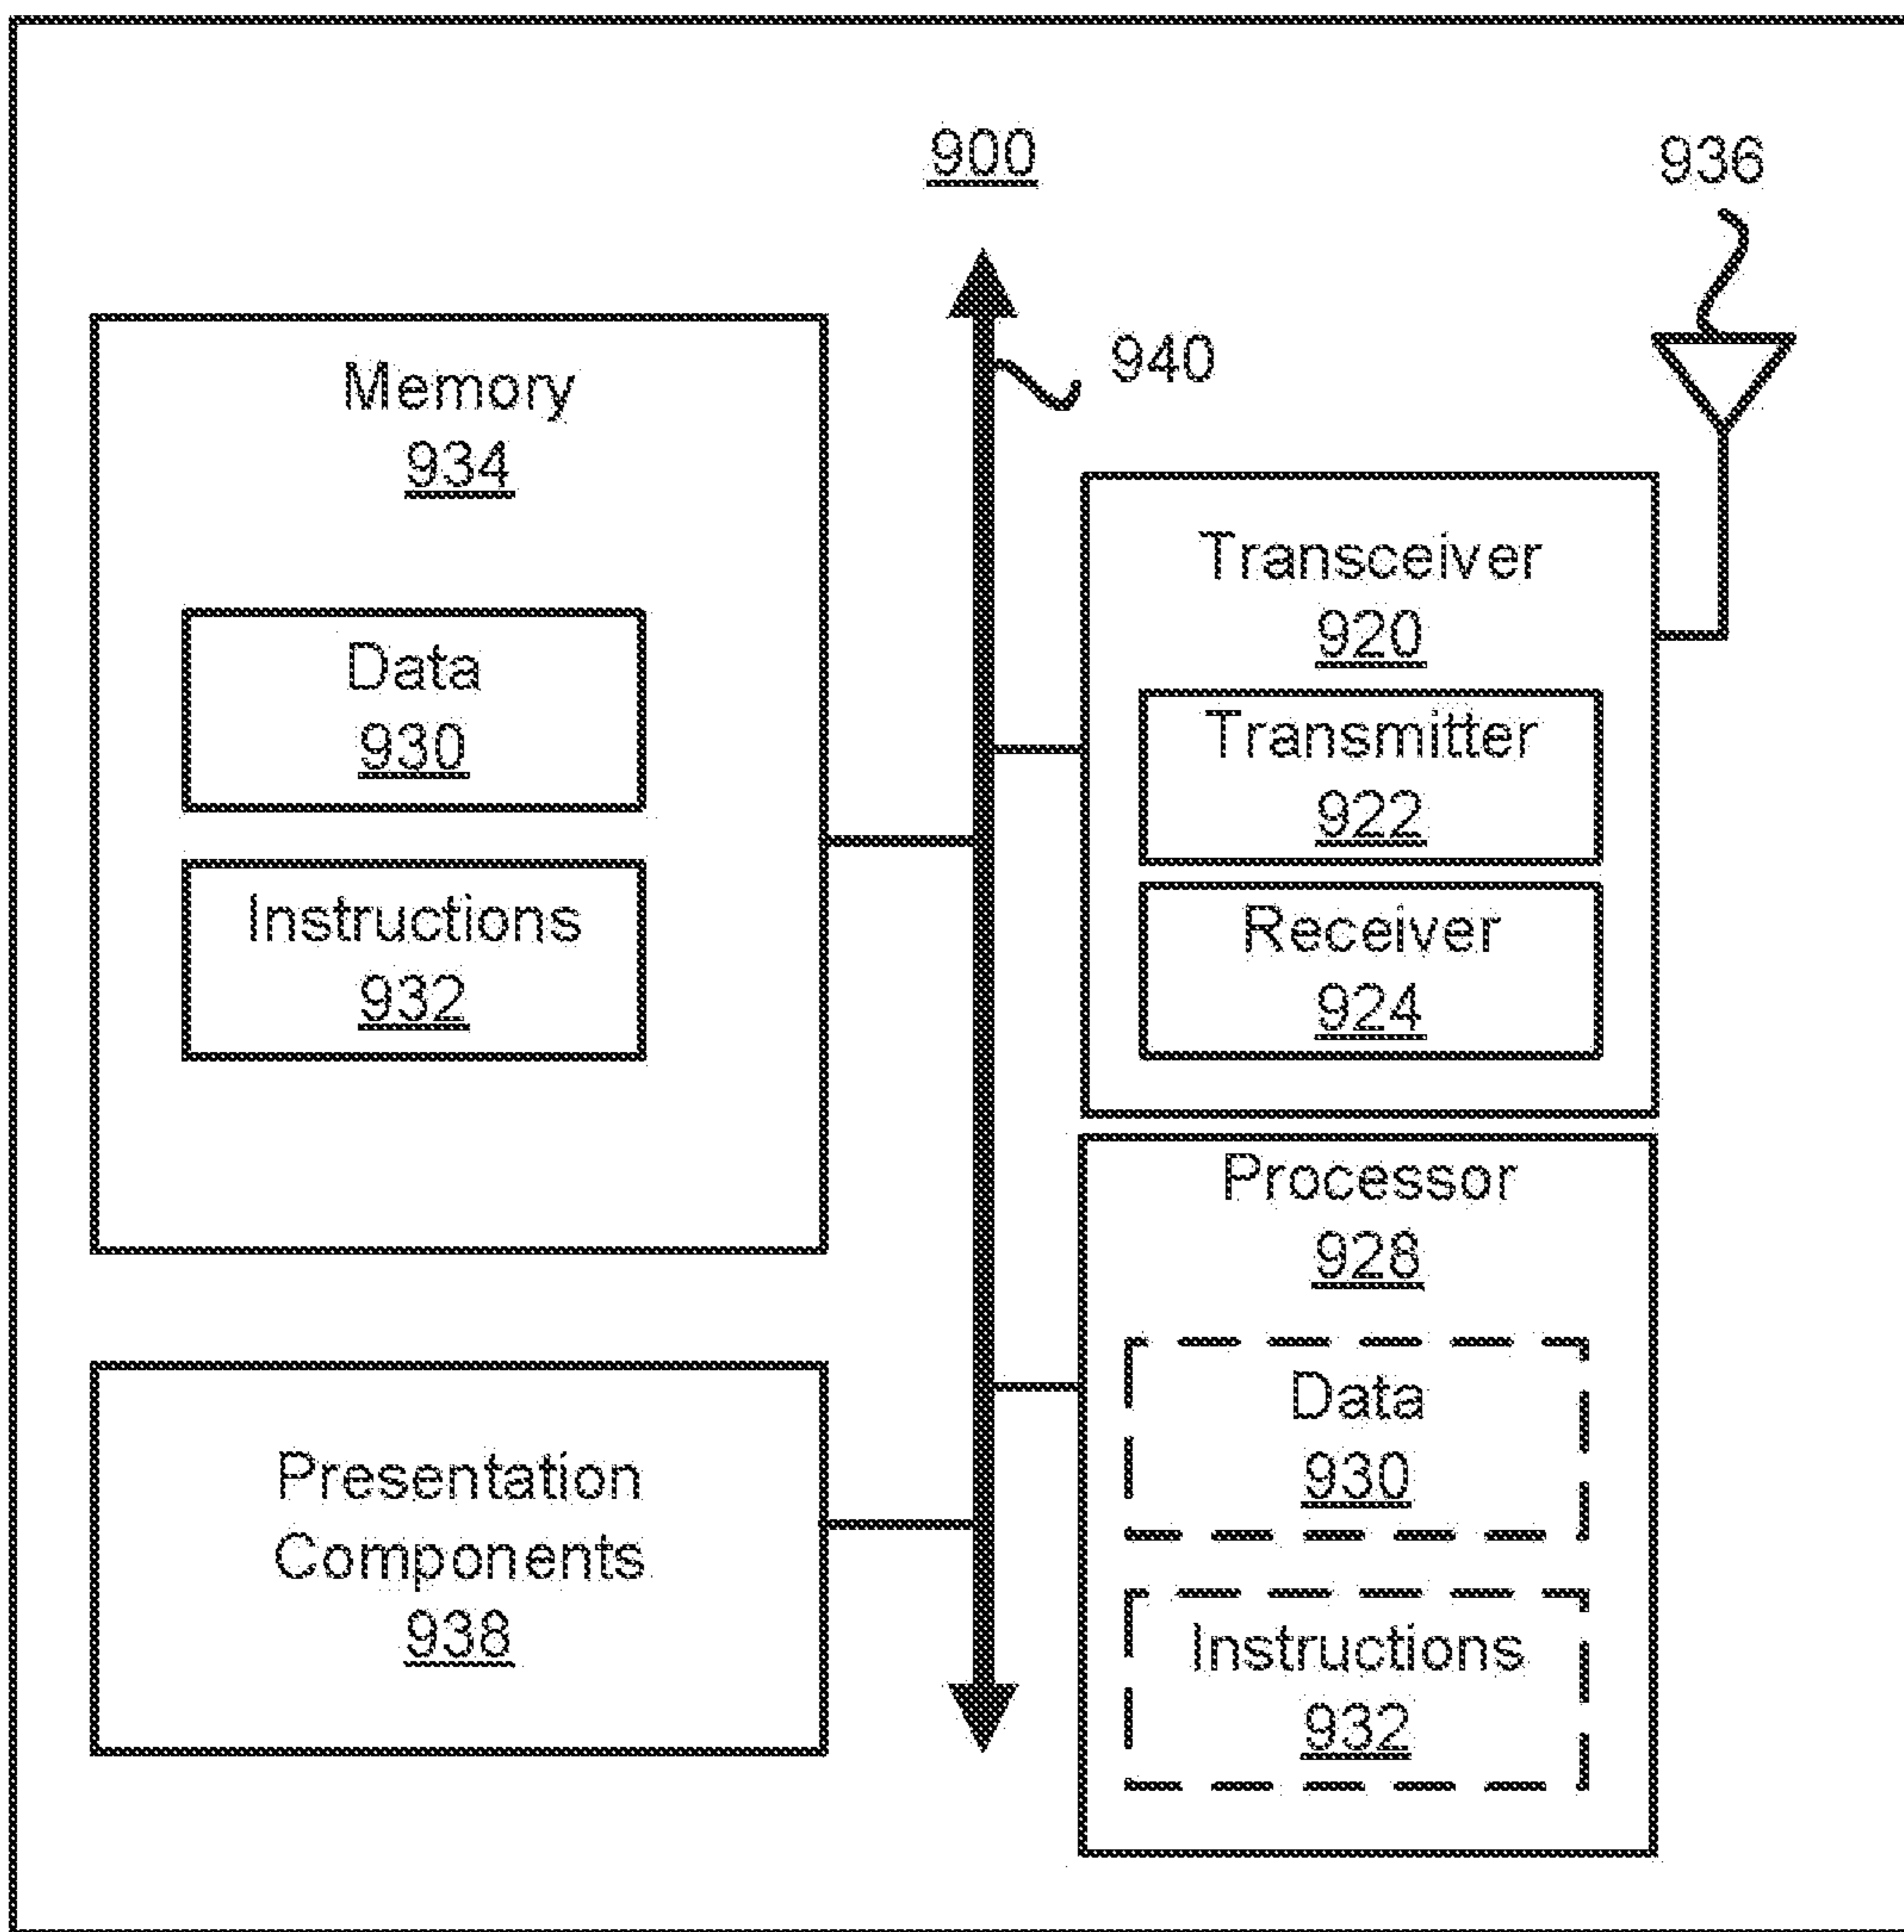 900
936
940
Memory
934
Data
930
Instructions
932
Transceiver
920
Transmitter
922
Receiver
924
Processor
928
Data
930
Instructions
932
Presentation
Components
938